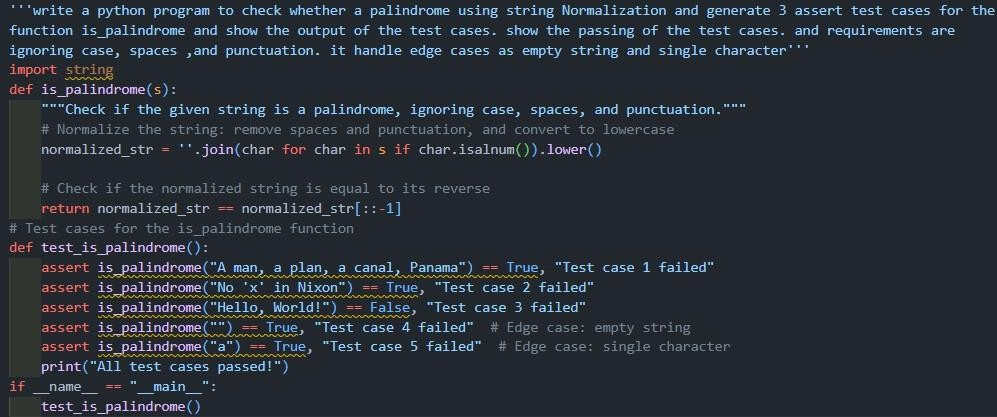 '''write a python program to check whether a palindrome using string Normalization and generate 3 assert test cases for the
function is_palindrome and show the output of the test cases. show the passing of the test cases. and requirements are
ignoring case, spaces ,and punctuation. it handle edge cases as empty string and single character'''
import string
def is_palindrome(s):
    """Check if the given string is a palindrome, ignoring case, spaces, and punctuation."""
    # Normalize the string: remove spaces and punctuation, and convert to lowercase
    normalized_str = ''.join(char for char in s if char.isalnum()).lower()
    # Check if the normalized string is equal to its reverse
    return normalized_str == normalized_str[::-1]
# Test cases for the is_palindrome function
def test_is_palindrome():
    assert is_palindrome("A man, a plan, a canal, Panama") == True, "Test case 1 failed"
    assert is_palindrome("No 'x' in Nixon") == True, "Test case 2 failed"
    assert is_palindrome("Hello, World!") == False, "Test case 3 failed"
    assert is_palindrome("") == True, "Test case 4 failed"  # Edge case: empty string
    assert is_palindrome("a") == True, "Test case 5 failed"  # Edge case: single character
    print("All test cases passed!")
if __name__ == "__main__":
    test_is_palindrome()